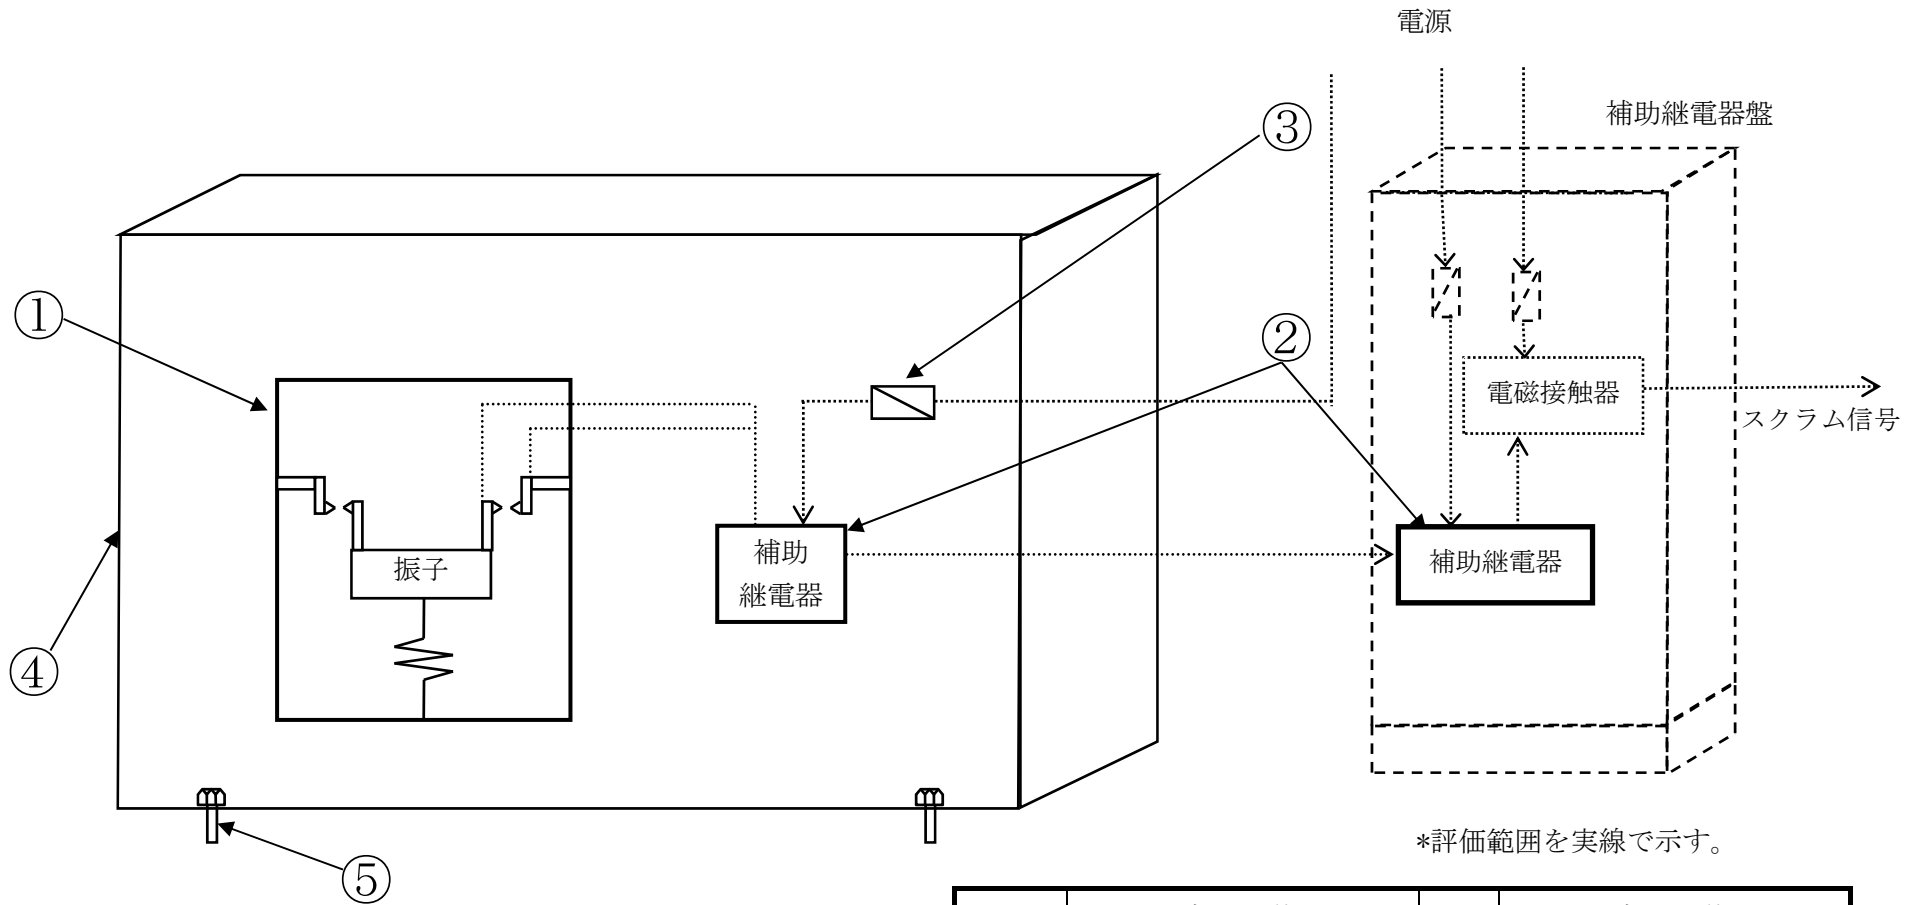 電源
補助継電器盤
③
①
②
電磁接触器
スクラム信号
補助
継電器
補助継電器
振子
④
*評価範囲を実線で示す。
⑤